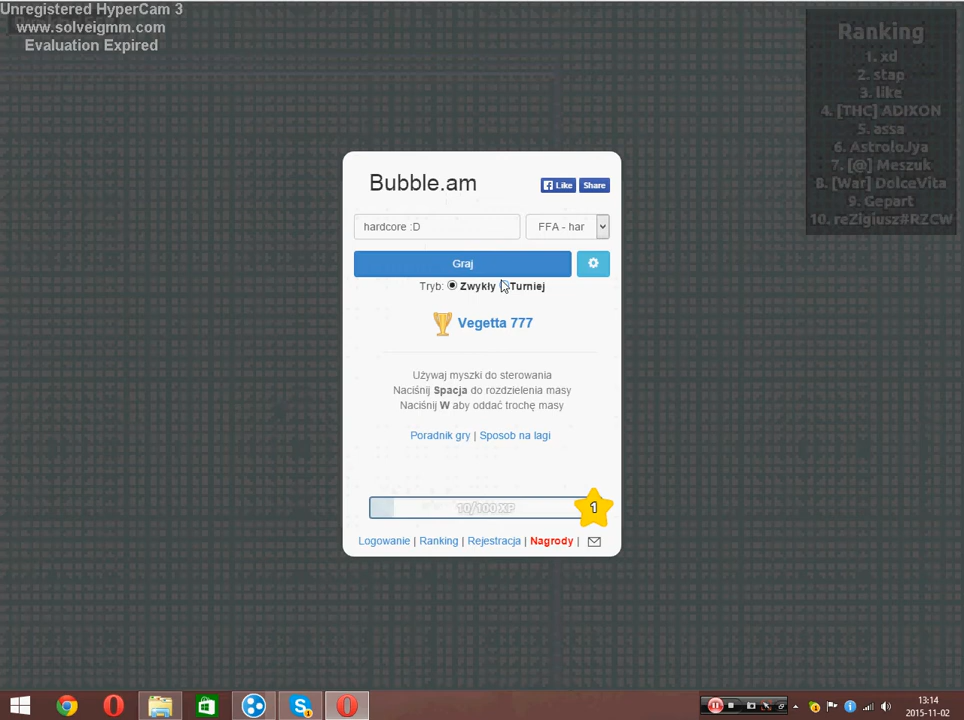 Unregistered HyperCam 3
www.solveigmm.com
Evaluation Expired
Ranking
1. xd
2. stap
3. like
4. [THC] ADIXON
5. assa
6. AstroloJya
7. [@] Meszuk
8. [War] DolceVita
9. Gepart
10. reZigiusz#RZCW
Bubble.am
Like Share
hardcore :D FFA - har
Graj
Tryb: Zwykły Turniej
Vegetta 777
Używaj myszki do sterowania
Naciśnij Spacja do rozdzielenia masy
Naciśnij W aby oddać trochę masy
Poradnik gry | Sposob na lagi
10/100 XP 1
Logowanie | Ranking | Rejestracja | Nagrody |
13:14
2015-11-02